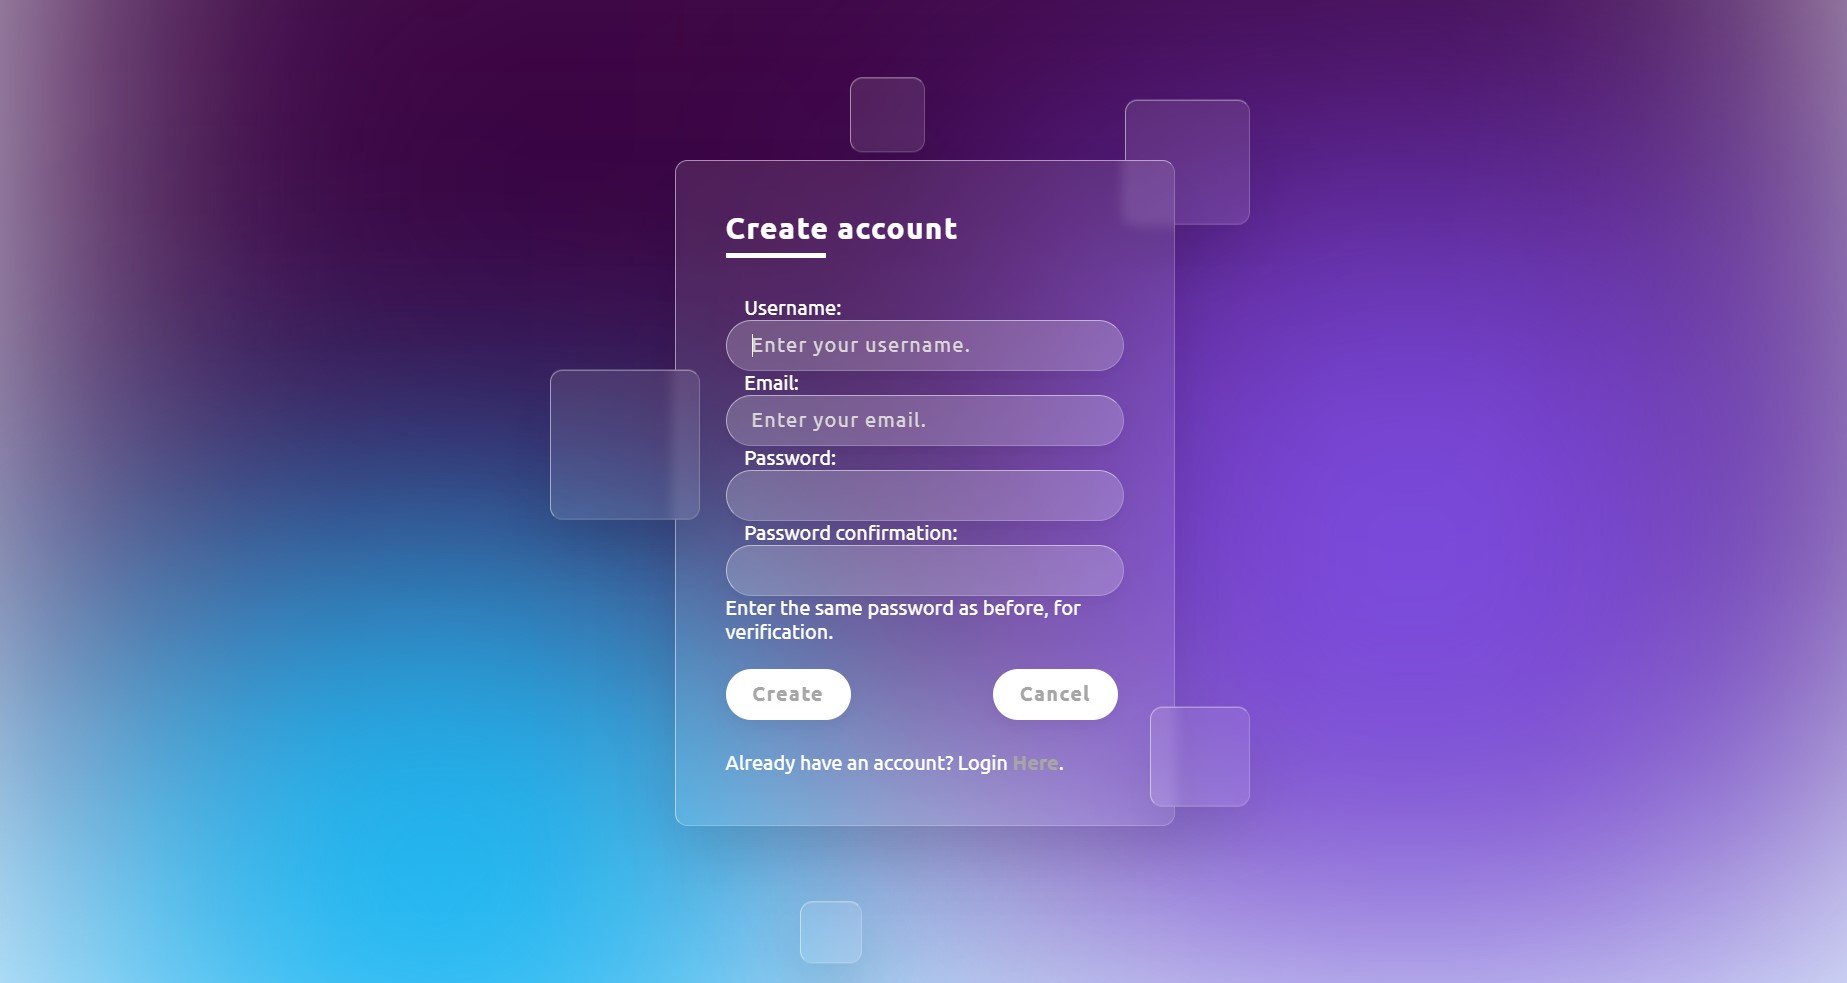 Create account
Username:
Enter your username.
Email:
Enter your email.
Password:
Password confirmation:
Enter the same password as before, for
verification.
Create Cancel
Already have an account? Login Here.